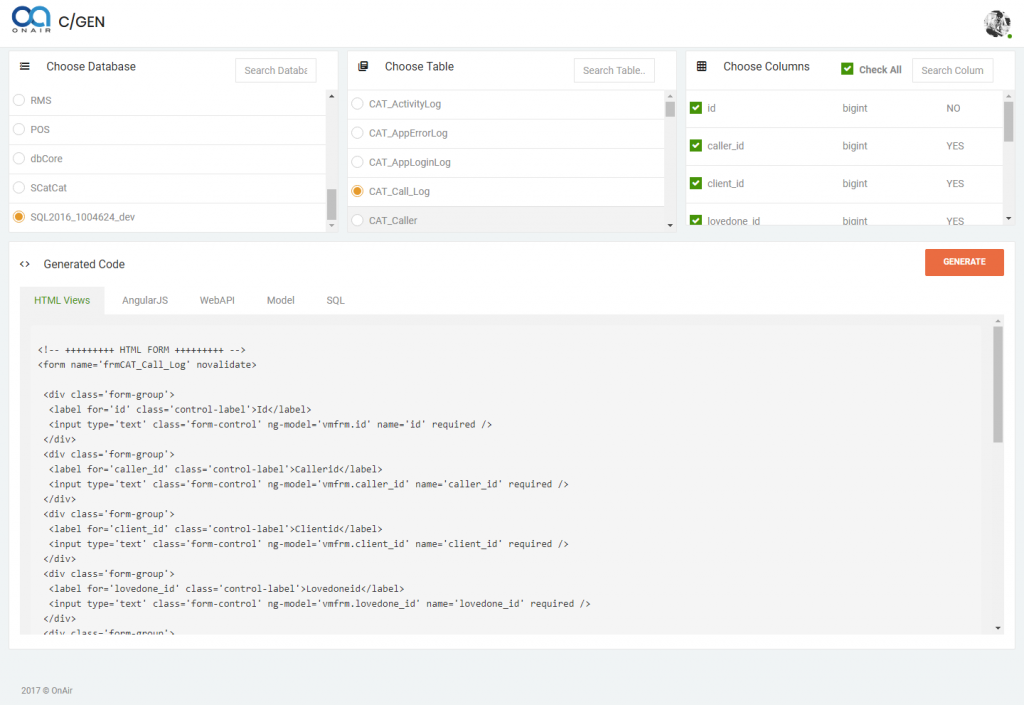 ONAIR
C/GEN
Choose Database
Search Databa
RMS
POS
dbCore
SCatCat
SQL2016_1004624_dev
Choose Table
Search Table..
CAT_ActivityLog
CAT_AppErrorLog
CAT_AppLoginLog
CAT_Call_Log
CAT_Caller
Choose Columns
Check All
Search Colum
id bigint NO
caller_id bigint YES
client_id bigint YES
lovedone_id bigint YES
<> Generated Code
GENERATE
HTML Views AngularJS WebAPI Model SQL
<!-- +++++++++ HTML FORM +++++++++ -->
<form name='frmCAT_Call_Log' novalidate>
<div class='form-group'>
<label for='id' class='control-label'>Id</label>
<input type='text' class='form-control' ng-model='vmfrm.id' name='id' required />
</div>
<div class='form-group'>
<label for='caller_id' class='control-label'>Callerid</label>
<input type='text' class='form-control' ng-model='vmfrm.caller_id' name='caller_id' required />
</div>
<div class='form-group'>
<label for='client_id' class='control-label'>Clientid</label>
<input type='text' class='form-control' ng-model='vmfrm.client_id' name='client_id' required />
</div>
<div class='form-group'>
<label for='lovedone_id' class='control-label'>Lovedoneid</label>
<input type='text' class='form-control' ng-model='vmfrm.lovedone_id' name='lovedone_id' required />
</div>
<div class='form-group'>
2017 © OnAir